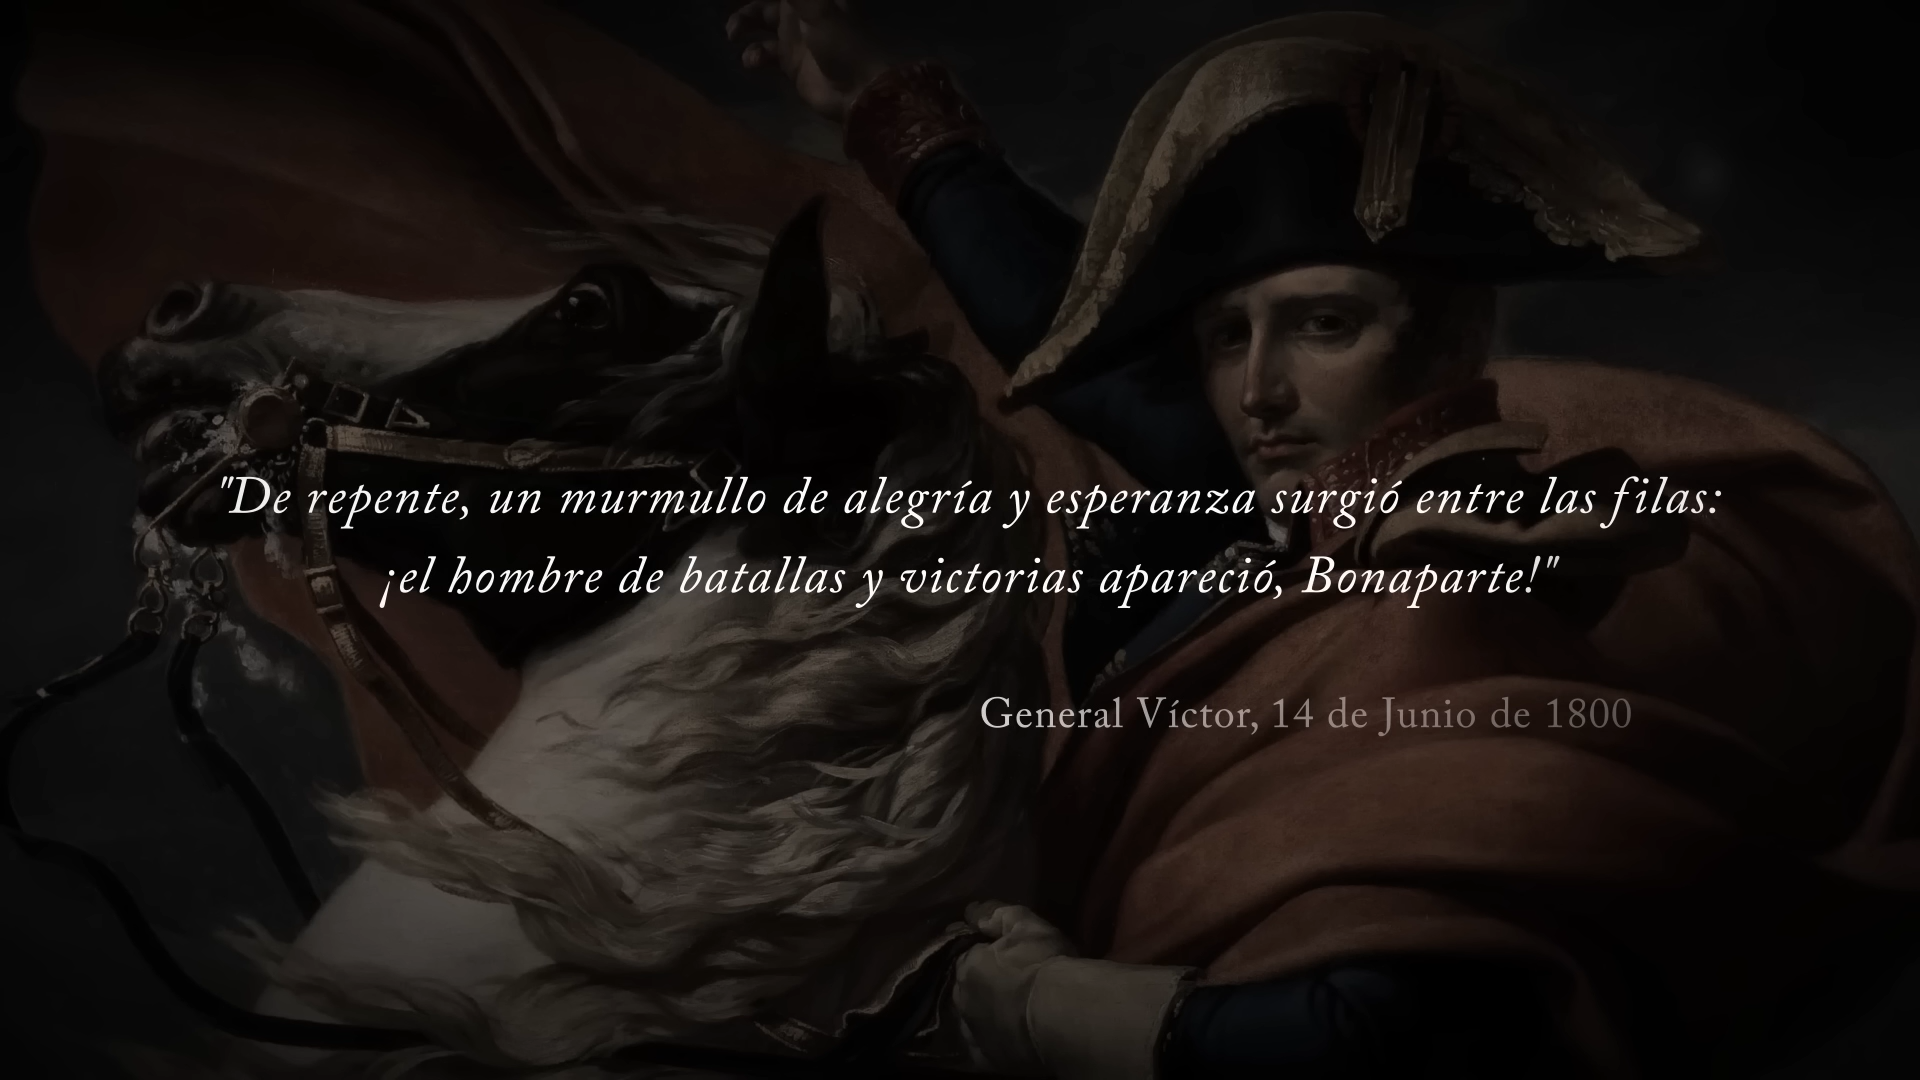 "De repente, un murmullo de alegría y esperanza surgió entre las filas:
¡el hombre de batallas y victorias apareció, Bonaparte!"
General Víctor, 14 de Junio de 1800